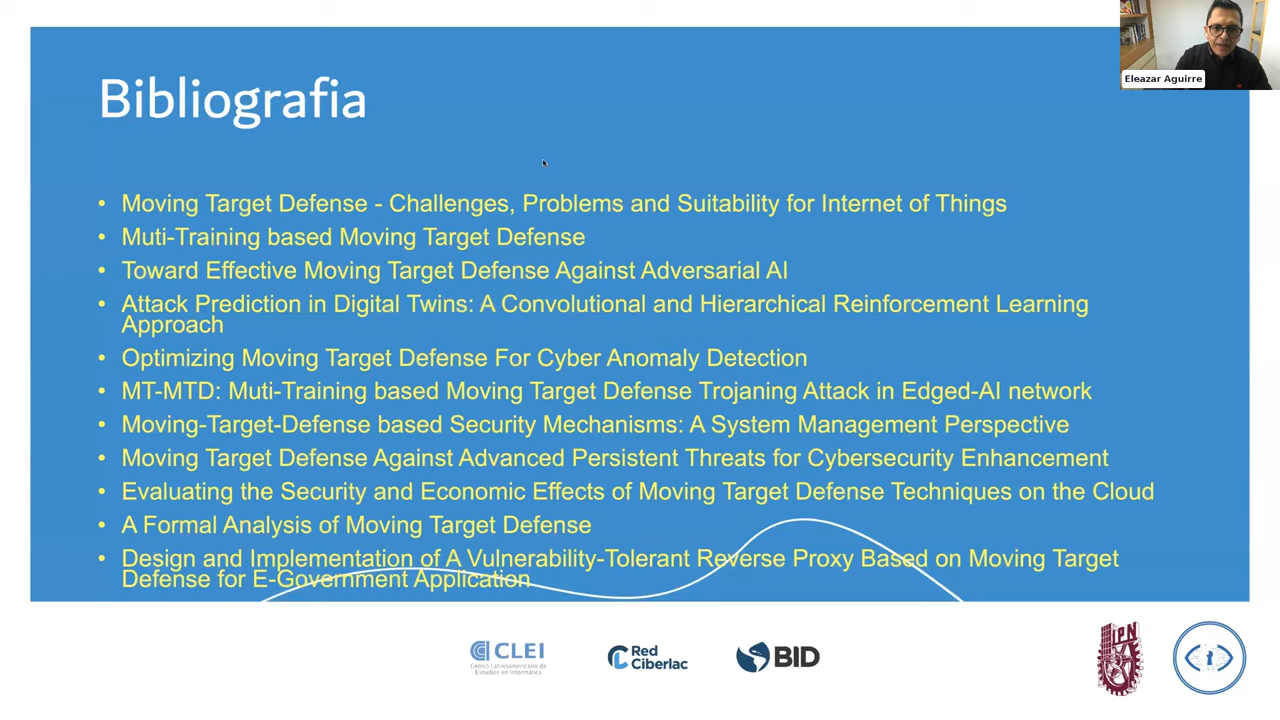 Eleazar Aguirre
Bibliografia
• Moving Target Defense - Challenges, Problems and Suitability for Internet of Things
• Muti-Training based Moving Target Defense
• Toward Effective Moving Target Defense Against Adversarial AI
• Attack Prediction in Digital Twins: A Convolutional and Hierarchical Reinforcement Learning
Approach
• Optimizing Moving Target Defense For Cyber Anomaly Detection
• MT-MTD: Muti-Training based Moving Target Defense Trojaning Attack in Edged-AI network
• Moving-Target-Defense based Security Mechanisms: A System Management Perspective
• Moving Target Defense Against Advanced Persistent Threats for Cybersecurity Enhancement
• Evaluating the Security and Economic Effects of Moving Target Defense Techniques on the Cloud
• A Formal Analysis of Moving Target Defense
• Design and Implementation of A Vulnerability-Tolerant Reverse Proxy Based on Moving Target
Defense for E-Government Application
CLEI
Centro Latinoamericano de
Estudios en Informática
Red
Ciberlac
BID
IPN